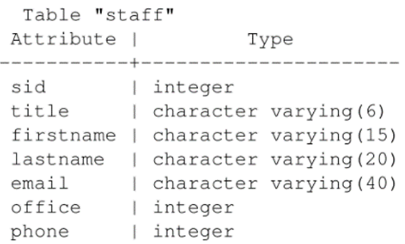 Table "staff"
Attribute | Type
-----------+----------------------
sid | integer
title | character varying(6)
firstname | character varying(15)
lastname | character varying(20)
email | character varying(40)
office | integer
phone | integer